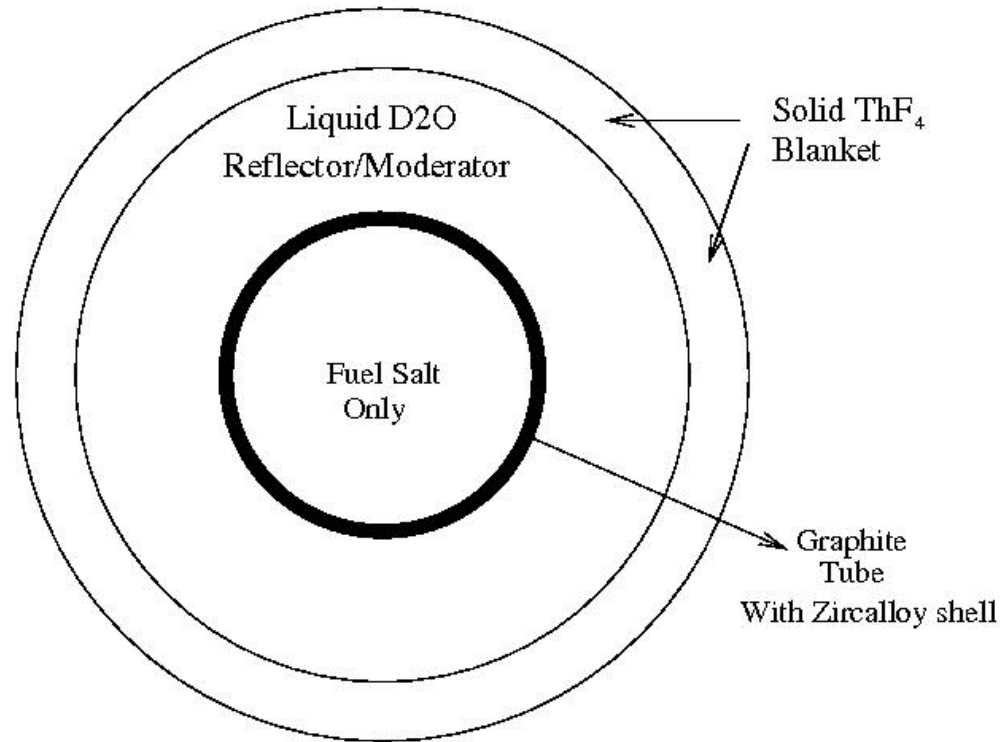 Liquid D2O
Reflector/Moderator
Solid ThF₄
Blanket
Fuel Salt
Only
Graphite
Tube
With Zircalloy shell